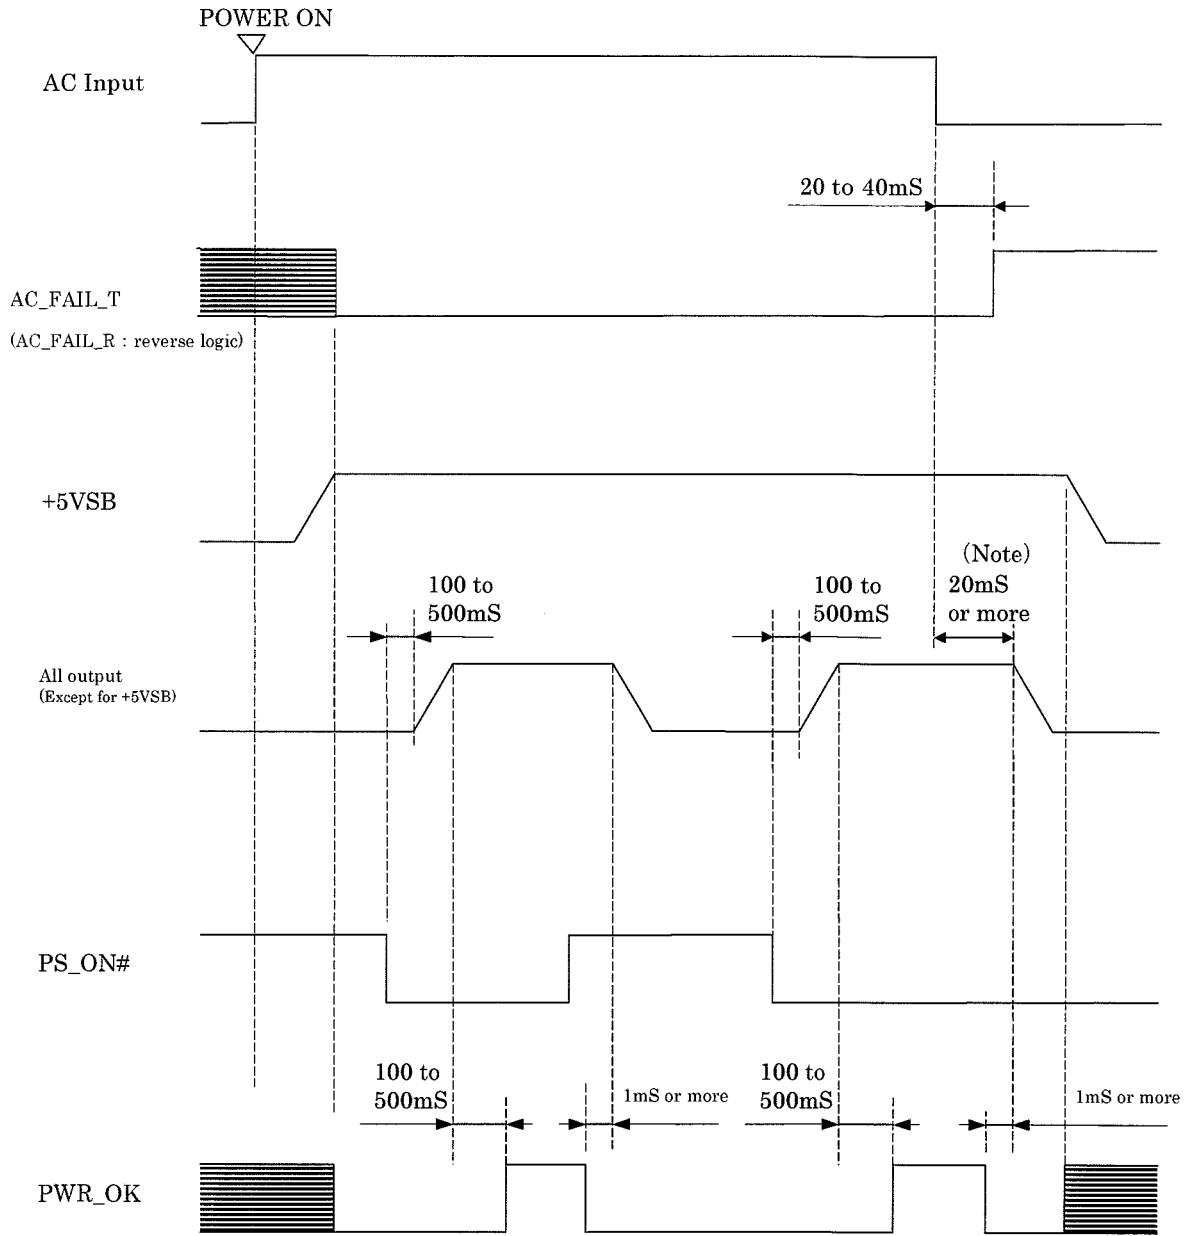 POWER ON
AC Input
20 to 40mS
AC_FAIL_T
(AC_FAIL_R : reverse logic)
+5VSB
(Note)
20mS
or more
100 to
500mS
100 to
500mS
All output
(Except for +5VSB)
PS_ON#
100 to
500mS
1mS or more
100 to
500mS
1mS or more
PWR_OK